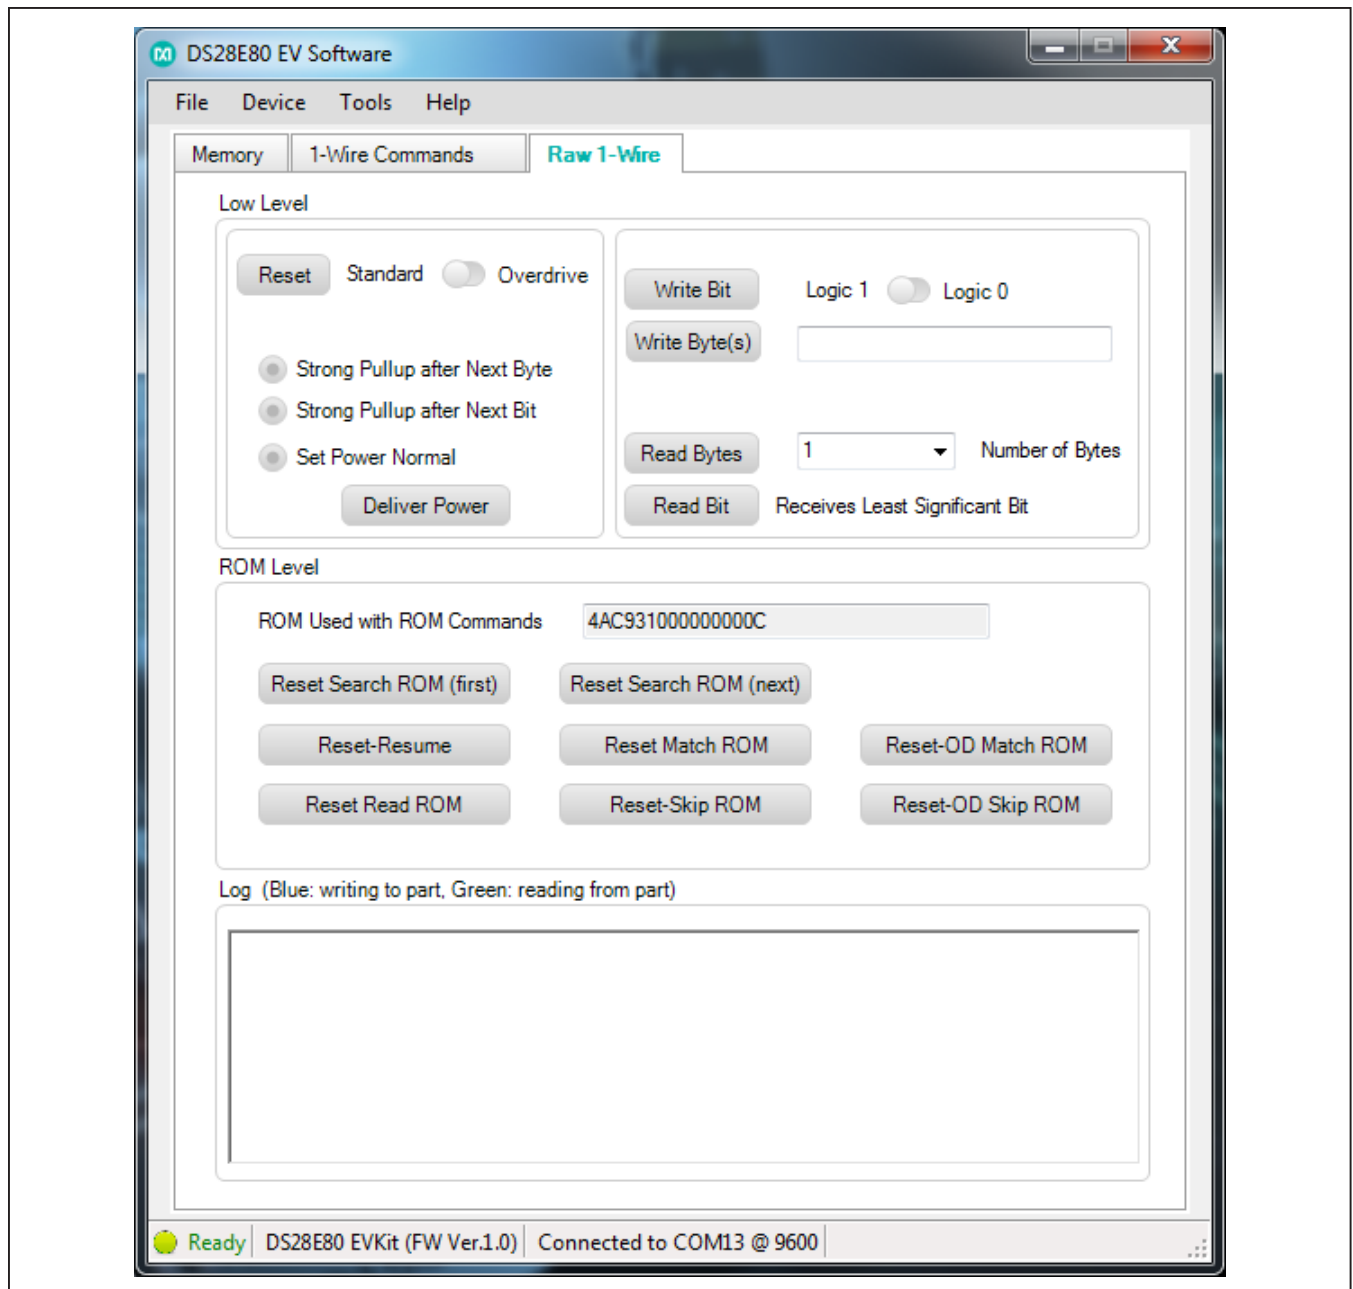 DS28E80 EV Software
File Device Tools Help
Memory 1-Wire Commands Raw 1-Wire
Low Level
Reset Standard Overdrive
Strong Pullup after Next Byte
Strong Pullup after Next Bit
Set Power Normal
Deliver Power
Write Bit Logic 1 Logic 0
Write Byte(s)
Read Bytes 1 Number of Bytes
Read Bit Receives Least Significant Bit
ROM Level
ROM Used with ROM Commands 4AC931000000000C
Reset Search ROM (first) Reset Search ROM (next)
Reset-Resume Reset Match ROM Reset-OD Match ROM
Reset Read ROM Reset-Skip ROM Reset-OD Skip ROM
Log (Blue: writing to part, Green: reading from part)
Ready DS28E80 EVKit (FW Ver.1.0) Connected to COM13 @ 9600